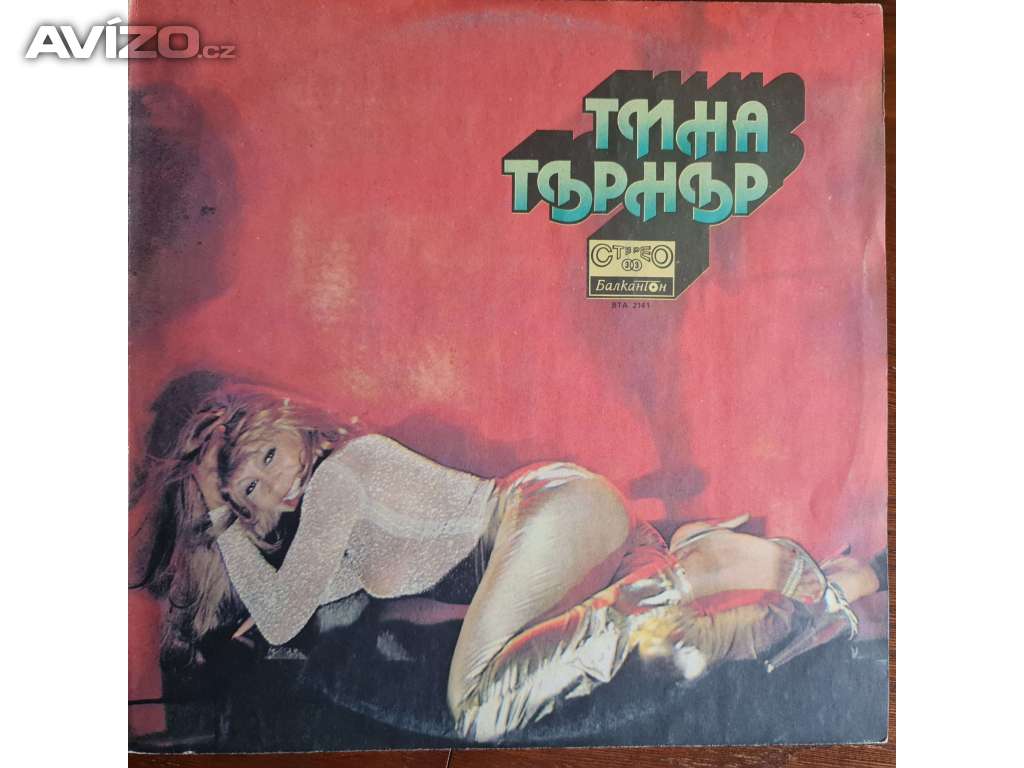 AVÍZO.cz
ТИНА
ТЪРНЪР
СТЕРЕО
33
Балкантон
ВТА 2141